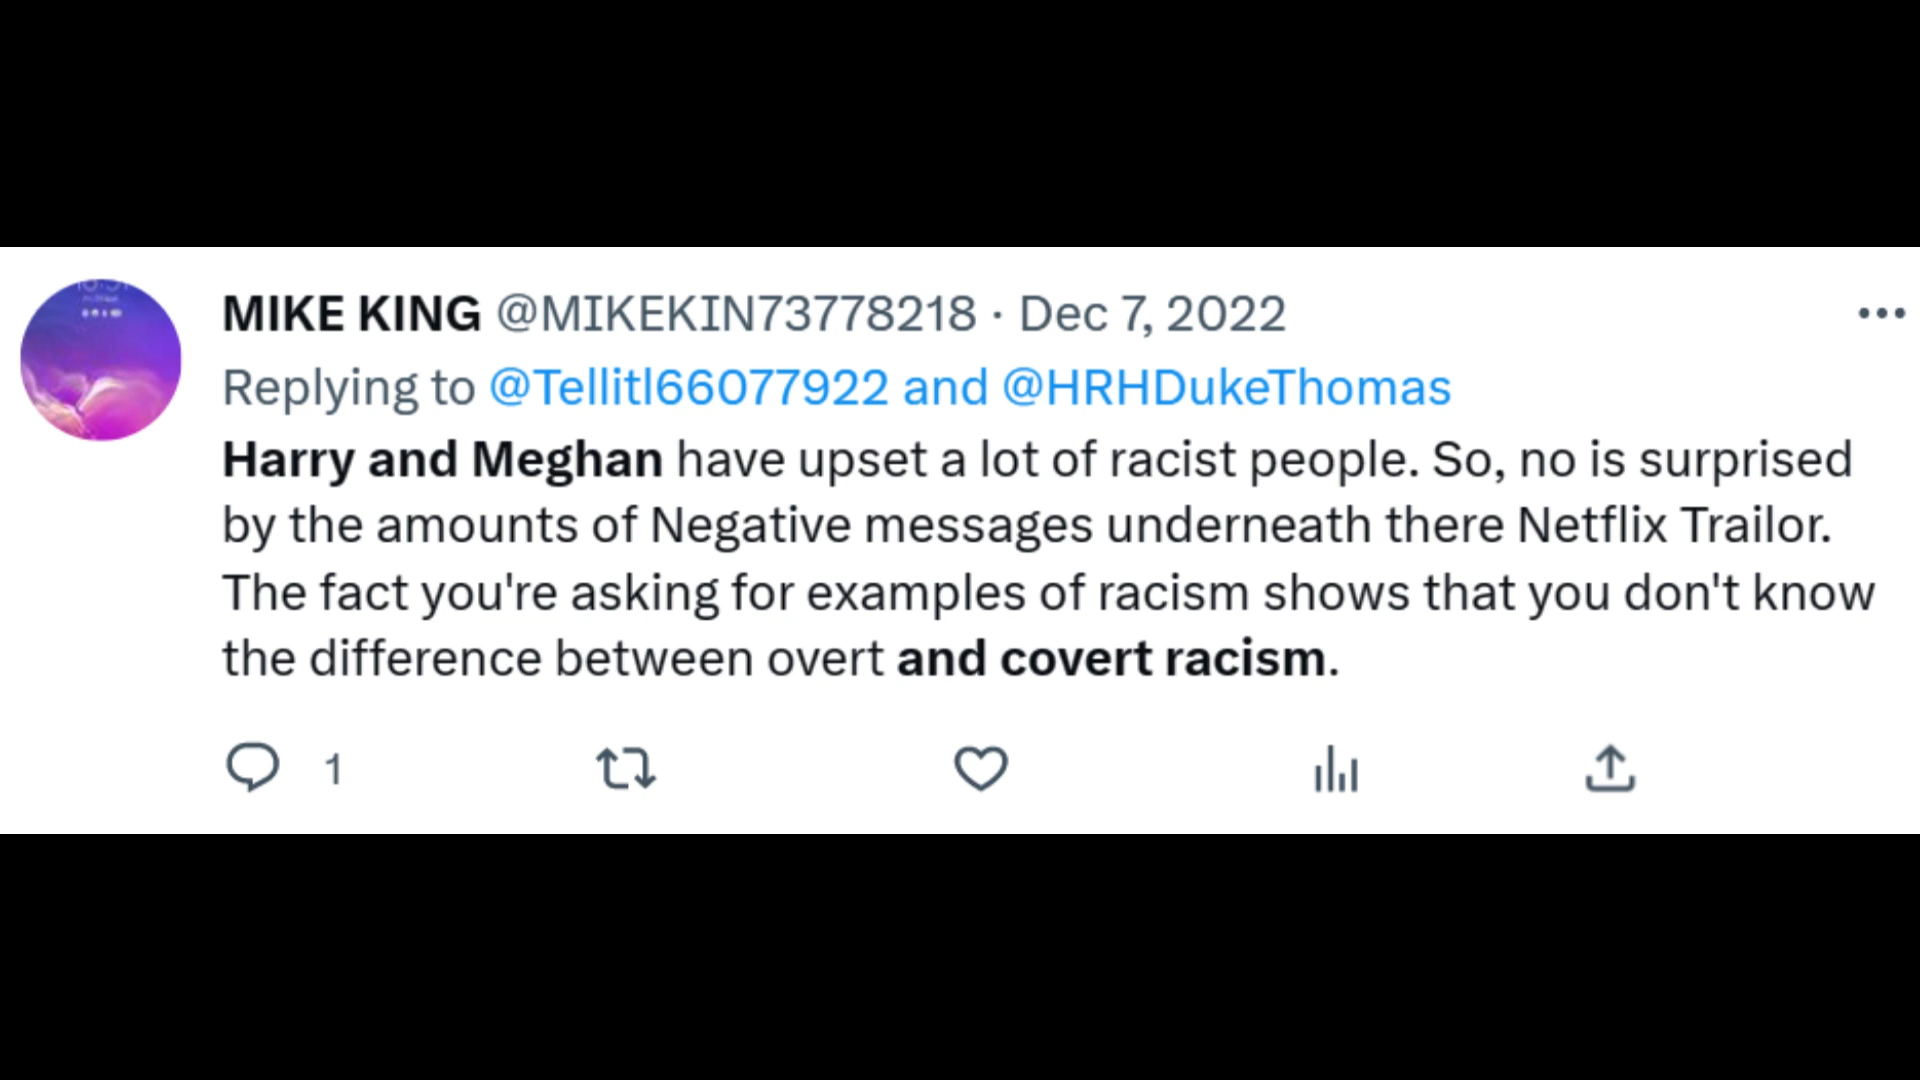 MIKE KING @MIKEKIN73778218 · Dec 7, 2022
Replying to @Tellitl66077922 and @HRHDukeThomas
Harry and Meghan have upset a lot of racist people. So, no is surprised
by the amounts of Negative messages underneath there Netflix Trailor.
The fact you're asking for examples of racism shows that you don't know
the difference between overt and covert racism.
1